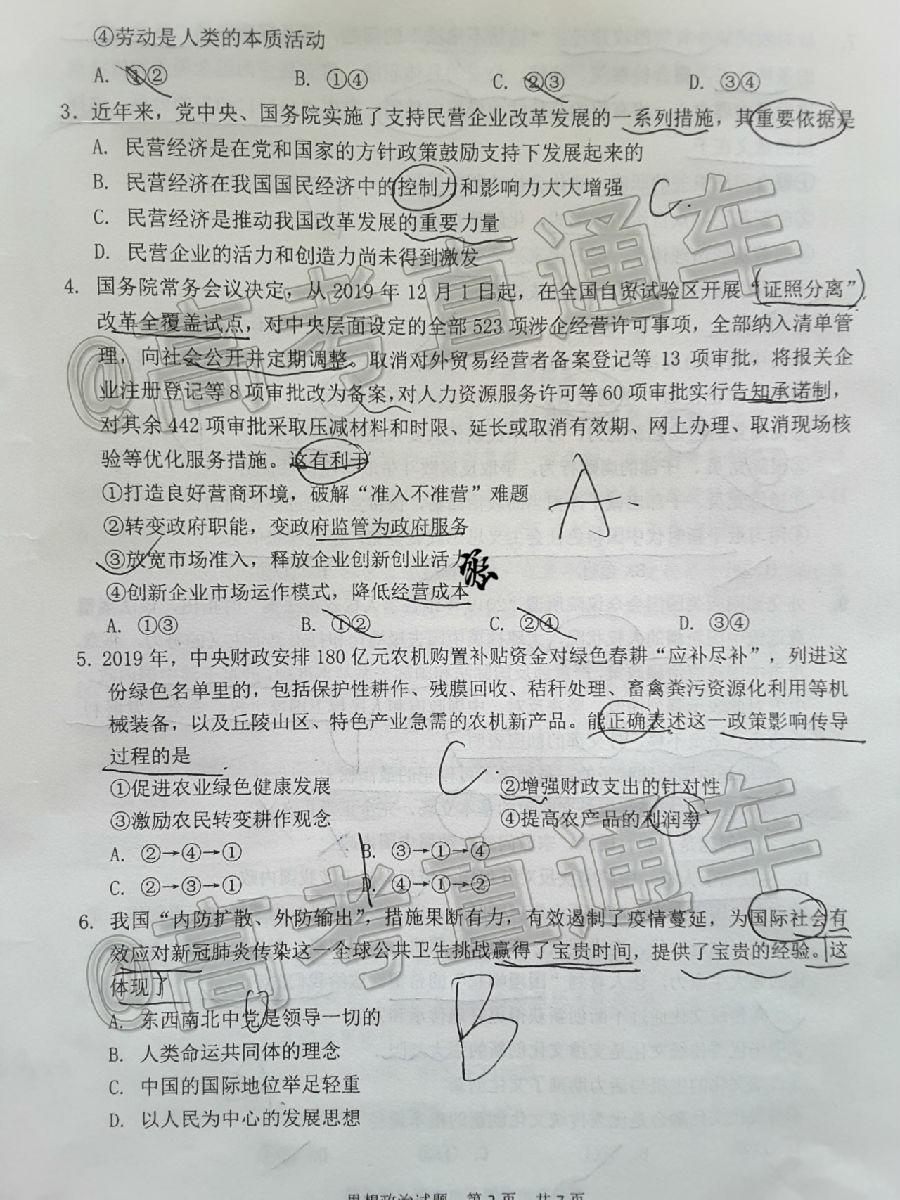 ④劳动是人类的本质活动
A. ①② B. ①④ C. ②③ D. ③④
3. 近年来，党中央、国务院实施了支持民营企业改革发展的一系列措施，其重要依据是
A. 民营经济是在党和国家的方针政策鼓励支持下发展起来的
B. 民营经济在我国国民经济中的控制力和影响力大大增强
C. 民营经济是推动我国改革发展的重要力量
C.
D. 民营企业的活力和创造力尚未得到激发
4. 国务院常务会议决定，从 2019 年 12 月 1 日起，在全国自贸试验区开展“证照分离”
改革全覆盖试点，对中央层面设定的全部 523 项涉企经营许可事项，全部纳入清单管
理，向社会公开并定期调整。取消对外贸易经营者备案登记等 13 项审批，将报关企
业注册登记等 8 项审批改为备案，对人力资源服务许可等 60 项审批实行告知承诺制，
对其余 442 项审批采取压减材料和时限、延长或取消有效期、网上办理、取消现场核
验等优化服务措施。这有利于
①打造良好营商环境，破解“准入不准营”难题
A
②转变政府职能，变政府监管为政府服务
③放宽市场准入，释放企业创新创业活力
④创新企业市场运作模式，降低经营成本
A. ①③ B. ①② C. ②④ D. ③④
5. 2019 年，中央财政安排 180 亿元农机购置补贴资金对绿色春耕“应补尽补”，列进这
份绿色名单里的，包括保护性耕作、残膜回收、秸秆处理、畜禽粪污资源化利用等机
械装备，以及丘陵山区、特色产业急需的农机新产品。能正确表述这一政策影响传导
过程的是
C.
①促进农业绿色健康发展 ②增强财政支出的针对性
③激励农民转变耕作观念 ④提高农产品的利润率
A. ②→④→① B. ③→①→④
C. ②→③→① D. ④→①→②
6. 我国“内防扩散、外防输出”，措施果断有力，有效遏制了疫情蔓延，为国际社会有
效应对新冠肺炎传染这一全球公共卫生挑战赢得了宝贵时间，提供了宝贵的经验。这
体现了
B
A. 东西南北中党是领导一切的
B. 人类命运共同体的理念
C. 中国的国际地位举足轻重
D. 以人民为中心的发展思想
思想政治试题 第 2 页 共 7 页
@高考直通车
@高考直通车